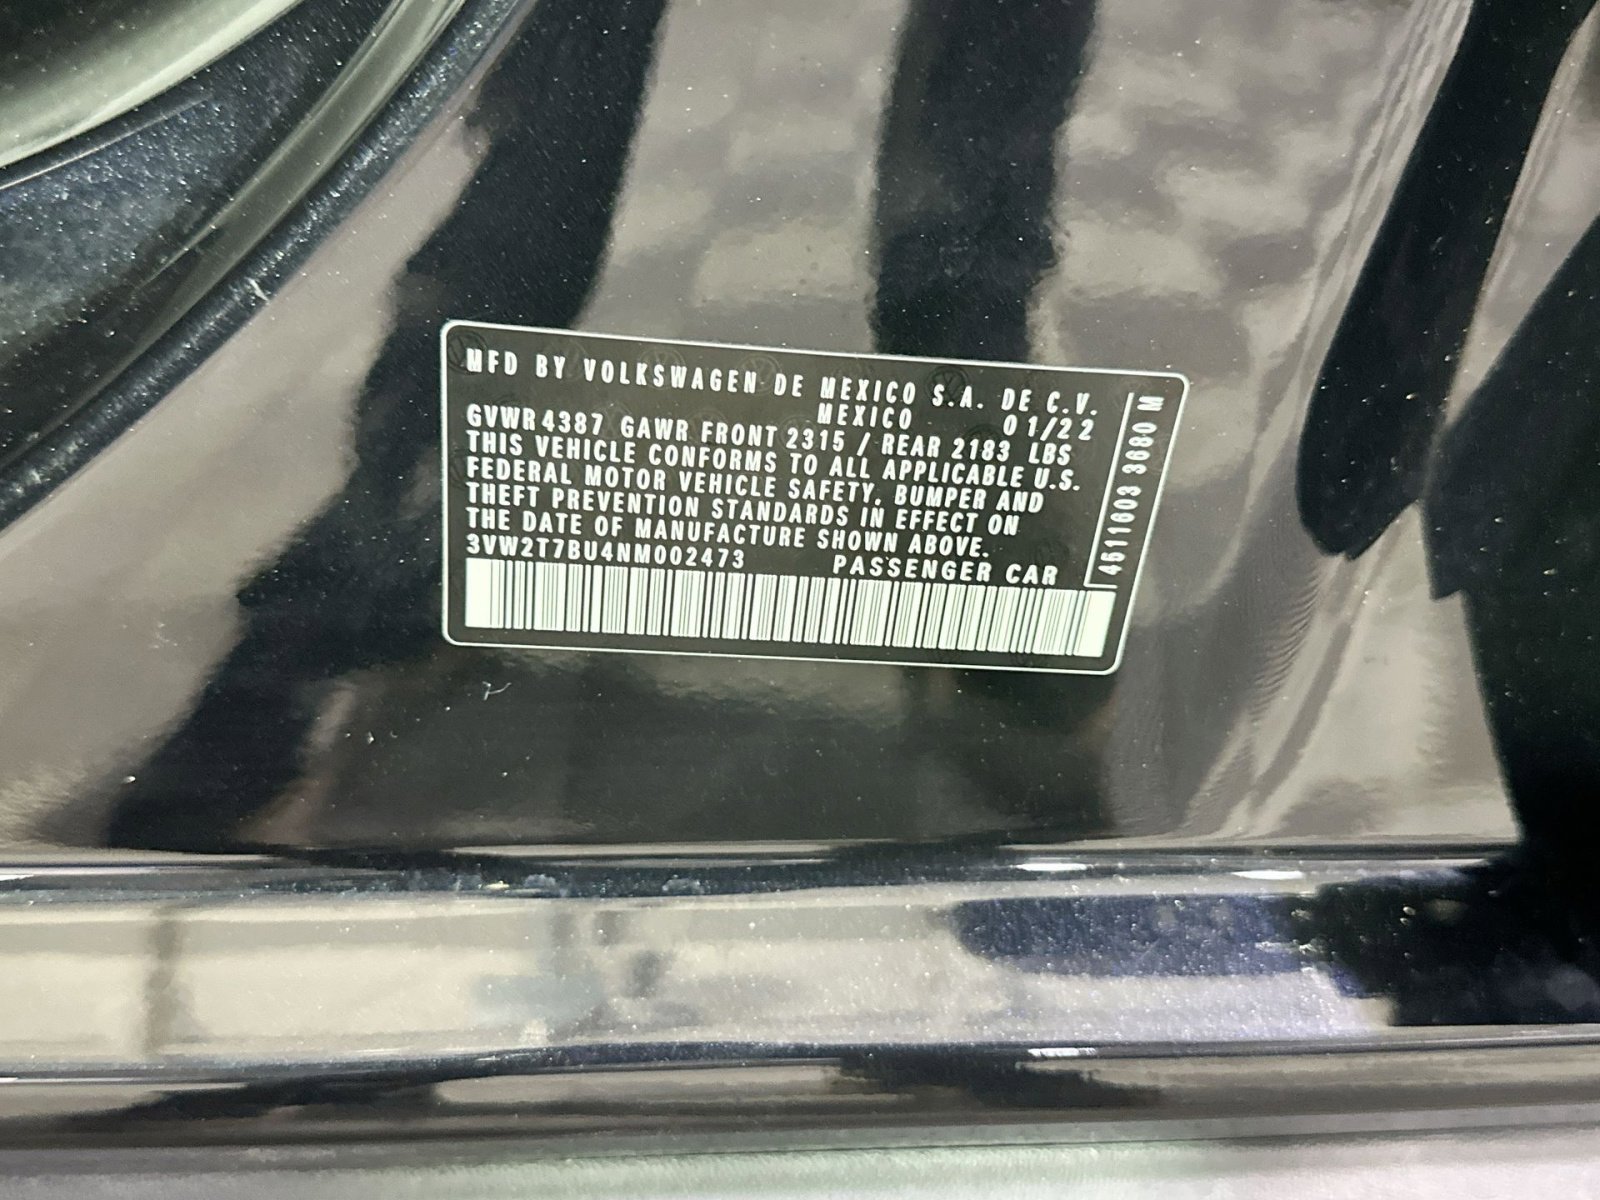 MFD BY VOLKSWAGEN DE MEXICO S.A. DE C.V.
MEXICO 01/22
GVWR 4387 GAWR FRONT 2315 / REAR 2183 LBS
THIS VEHICLE CONFORMS TO ALL APPLICABLE U.S.
FEDERAL MOTOR VEHICLE SAFETY, BUMPER AND
THEFT PREVENTION STANDARDS IN EFFECT ON
THE DATE OF MANUFACTURE SHOWN ABOVE.
3VW2T7BU4NM002473 PASSENGER CAR
4611603 3680 M